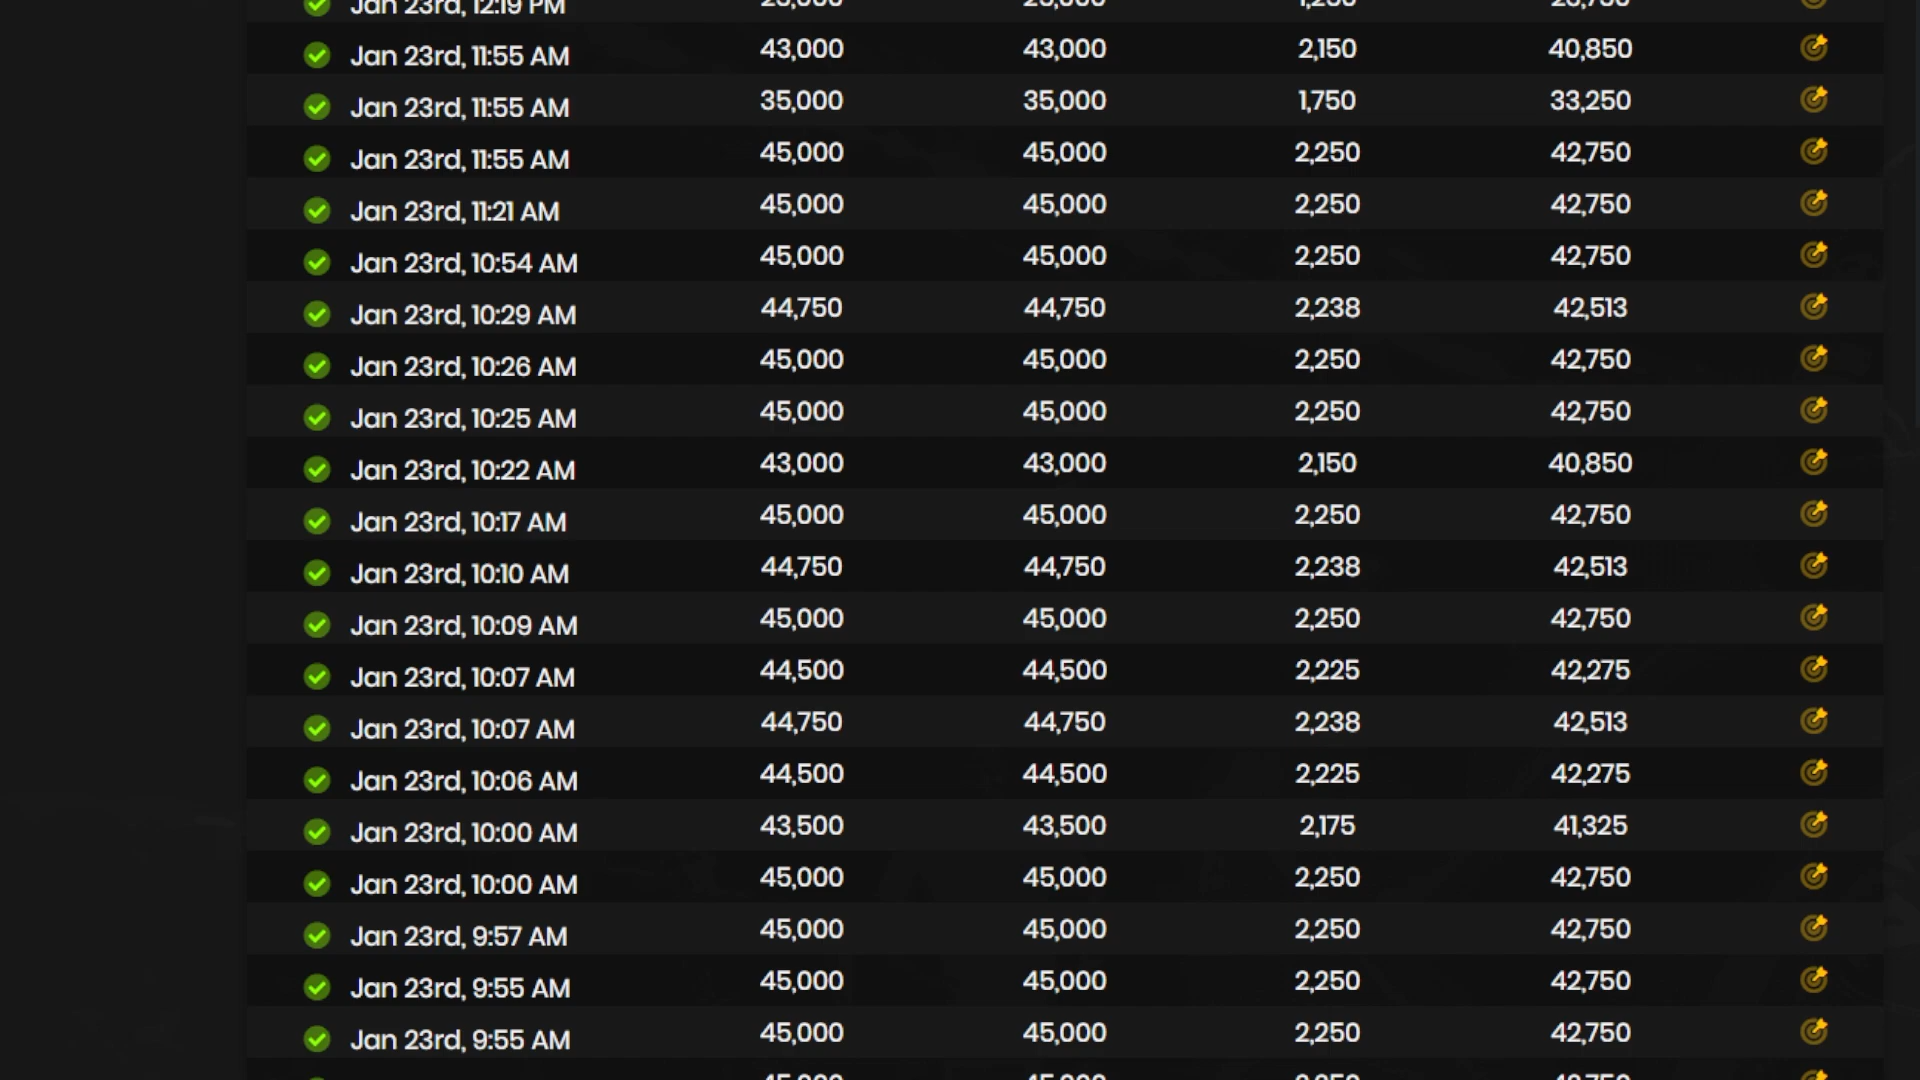 Jan 23rd, 12:19 PM
Jan 23rd, 11:55 AM 43,000 43,000 2,150 40,850
Jan 23rd, 11:55 AM 35,000 35,000 1,750 33,250
Jan 23rd, 11:55 AM 45,000 45,000 2,250 42,750
Jan 23rd, 11:21 AM 45,000 45,000 2,250 42,750
Jan 23rd, 10:54 AM 45,000 45,000 2,250 42,750
Jan 23rd, 10:29 AM 44,750 44,750 2,238 42,513
Jan 23rd, 10:26 AM 45,000 45,000 2,250 42,750
Jan 23rd, 10:25 AM 45,000 45,000 2,250 42,750
Jan 23rd, 10:22 AM 43,000 43,000 2,150 40,850
Jan 23rd, 10:17 AM 45,000 45,000 2,250 42,750
Jan 23rd, 10:10 AM 44,750 44,750 2,238 42,513
Jan 23rd, 10:09 AM 45,000 45,000 2,250 42,750
Jan 23rd, 10:07 AM 44,500 44,500 2,225 42,275
Jan 23rd, 10:07 AM 44,750 44,750 2,238 42,513
Jan 23rd, 10:06 AM 44,500 44,500 2,225 42,275
Jan 23rd, 10:00 AM 43,500 43,500 2,175 41,325
Jan 23rd, 10:00 AM 45,000 45,000 2,250 42,750
Jan 23rd, 9:57 AM 45,000 45,000 2,250 42,750
Jan 23rd, 9:55 AM 45,000 45,000 2,250 42,750
Jan 23rd, 9:55 AM 45,000 45,000 2,250 42,750